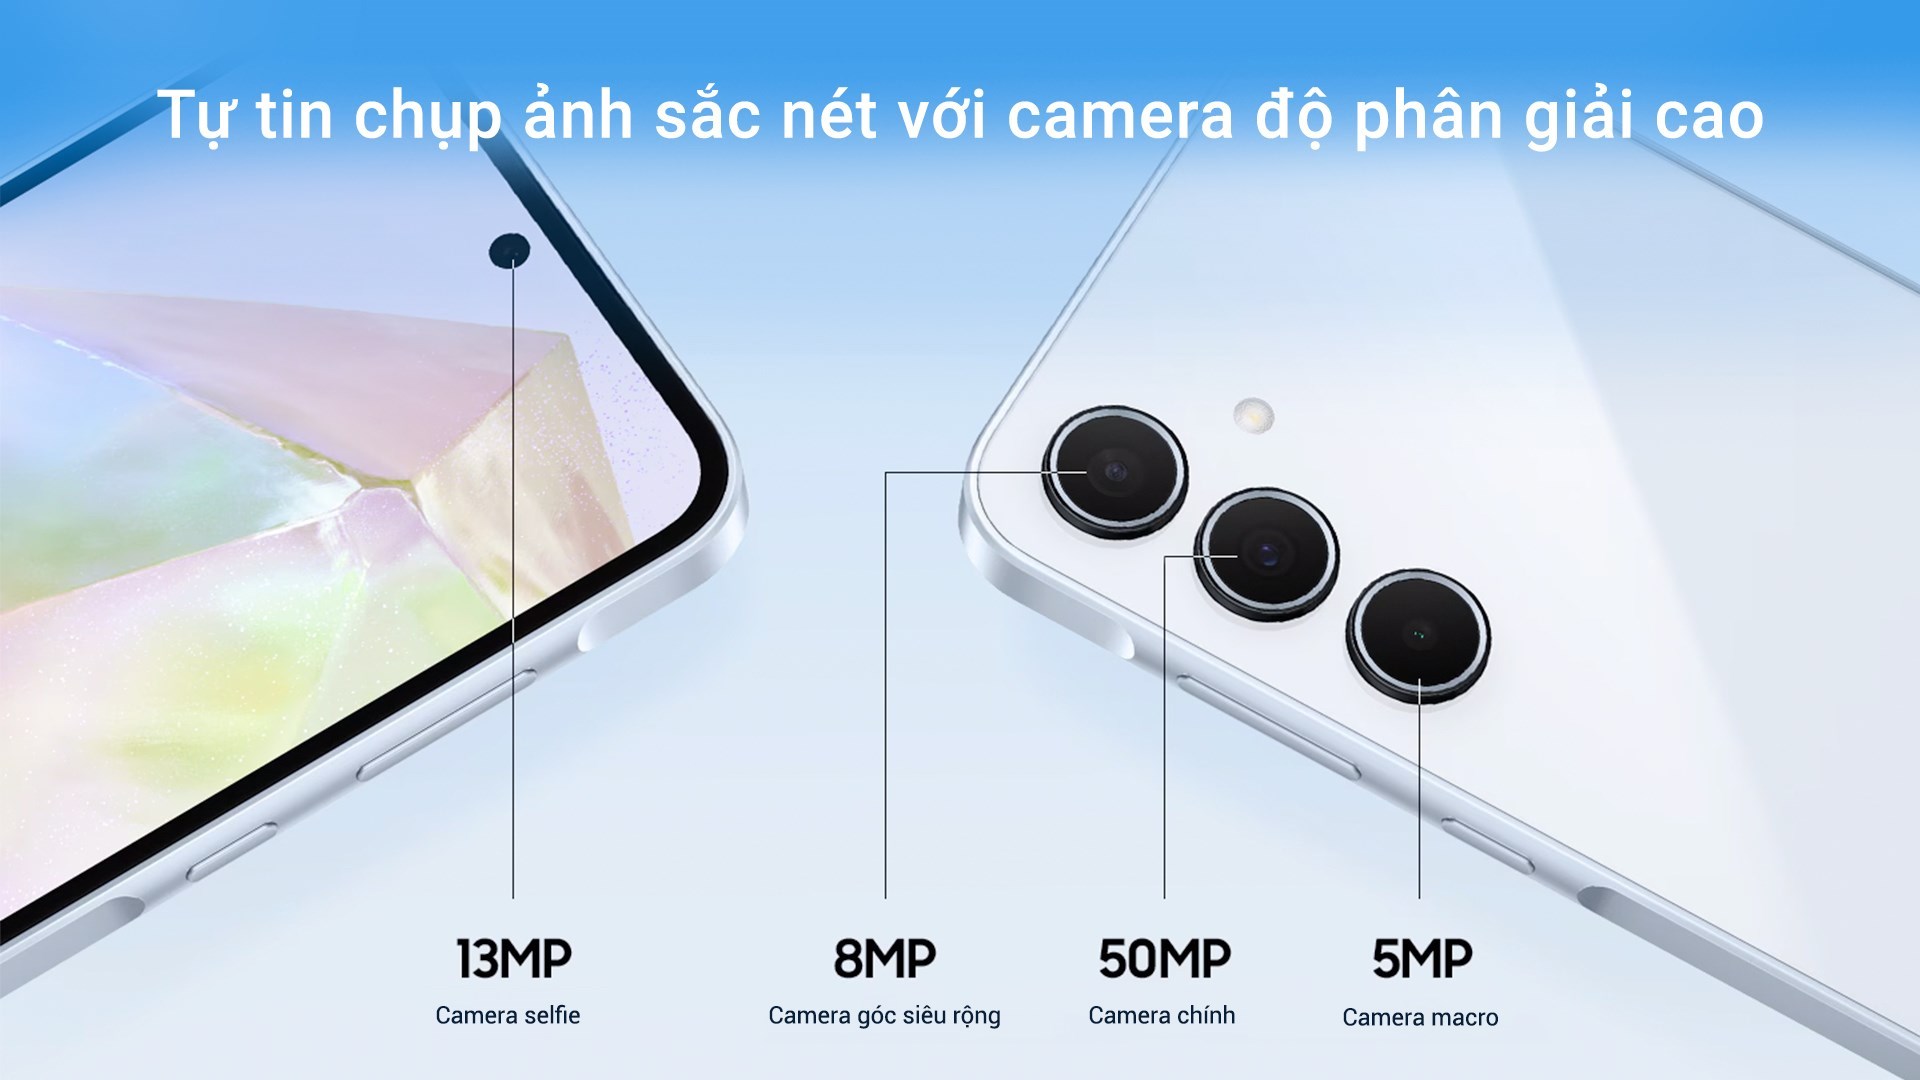 Tự tin chụp ảnh sắc nét với camera độ phân giải cao
13MP
Camera selfie
8MP
Camera góc siêu rộng
50MP
Camera chính
5MP
Camera macro